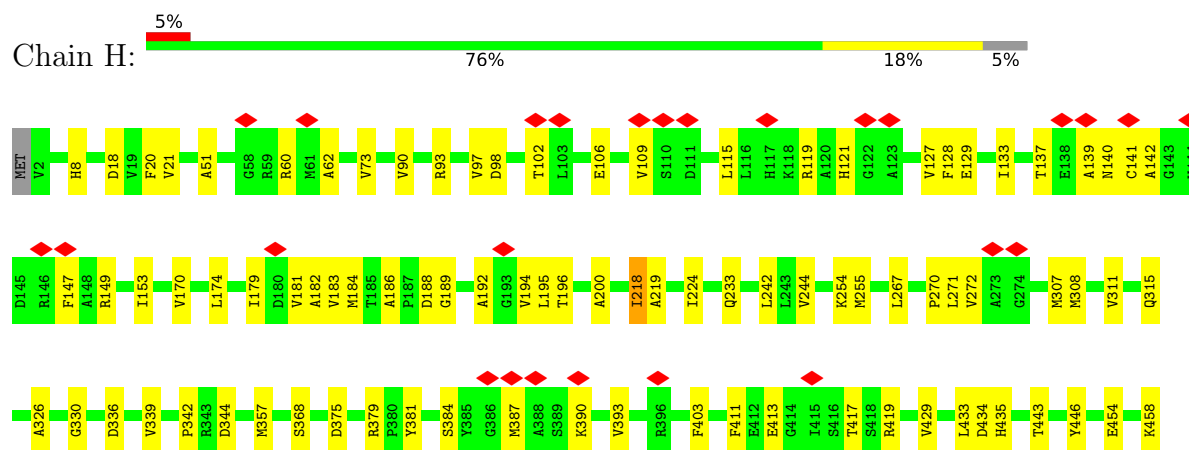 5%
Chain H:
76% 18% 5%
MET V2 H8 D18 V19 F20 V21 A51 G58 R59 R60 M61 A62 V73 V90 R93 V97 D98 T102 L103 E106 V109 S110 D111 L115 L116 H117 K118 R119 A120 H121 G122 A123 V127 F128 E129 I133 T137 E138 A139 N140 C141 A142 G143
D145 R146 F147 A148 R149 I153 V170 L174 I179 D180 V181 A182 V183 M184 T185 A186 P187 D188 G189 A192 G193 V194 L195 T196 A200 I218 A219 I224 Q233 L242 L243 V244 K254 M255 L267 P270 L271 V272 A273 G274 M307 M308 V311 Q315
A326 G330 D336 V339 P342 R343 D344 M357 S368 D375 R379 P380 Y381 S384 Y385 G386 M387 A388 S389 K390 V393 R396 F403 F411 E412 E413 G414 I415 S416 T417 S418 R419 V429 L433 D434 H435 T443 Y446 E454 K458